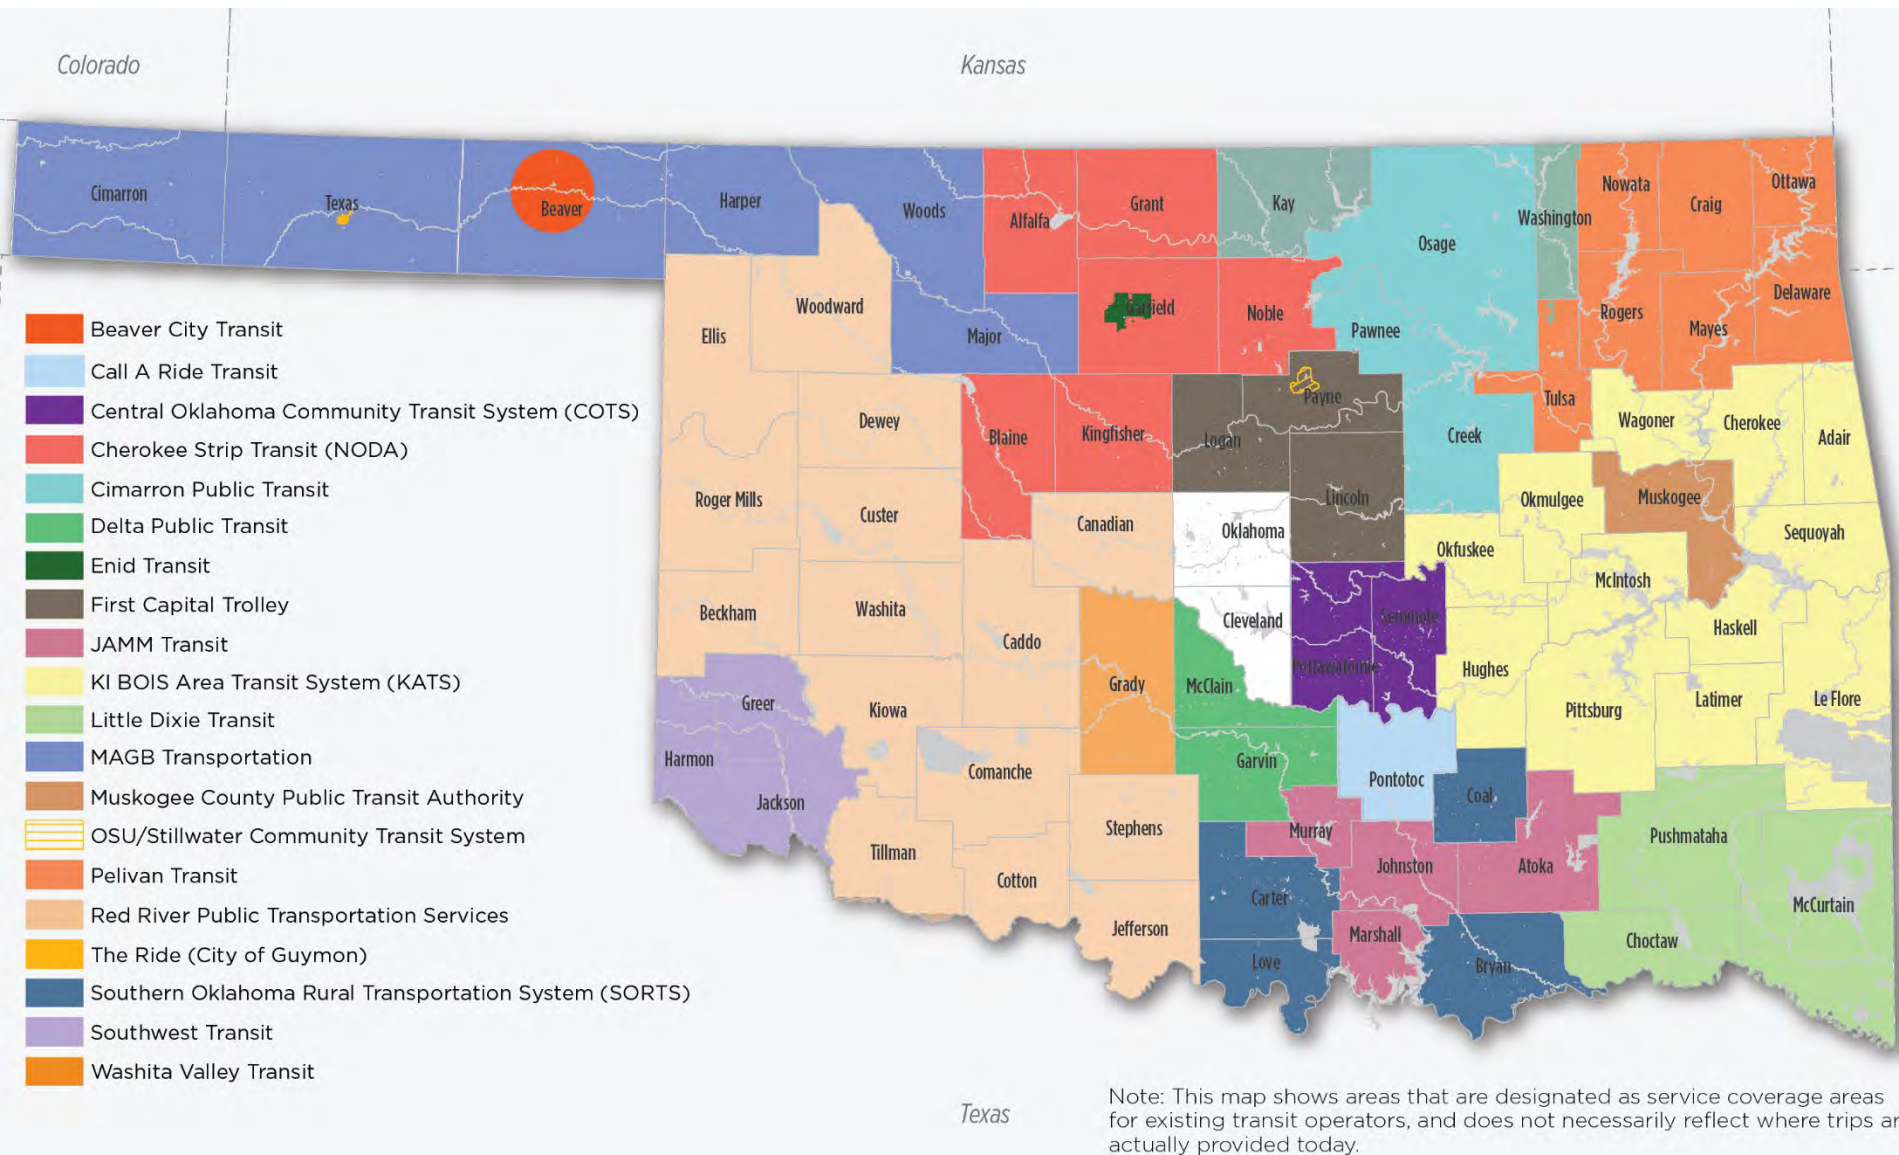 Colorado
Kansas
Cimarron
Texas
Beaver
Harper
Woods
Alfalfa
Grant
Kay
Osage
Washington
Nowata
Craig
Ottawa
Woodward
Ellis
Major
Garfield
Noble
Pawnee
Rogers
Mayes
Delaware
Dewey
Blaine
Kingfisher
Logan
Payne
Creek
Tulsa
Wagoner
Cherokee
Adair
Roger Mills
Custer
Canadian
Oklahoma
Lincoln
Okmulgee
Muskogee
Sequoyah
Okfuskee
McIntosh
Beckham
Washita
Caddo
Cleveland
Seminole
Haskell
Pottawatomie
Hughes
Grady
McClain
Greer
Kiowa
Pittsburg
Latimer
Le Flore
Harmon
Jackson
Comanche
Garvin
Pontotoc
Coal
Stephens
Murray
Johnston
Atoka
Pushmataha
Tillman
Cotton
Carter
McCurtain
Jefferson
Marshall
Choctaw
Love
Bryan
Beaver City Transit
Call A Ride Transit
Central Oklahoma Community Transit System (COTS)
Cherokee Strip Transit (NODA)
Cimarron Public Transit
Delta Public Transit
Enid Transit
First Capital Trolley
JAMM Transit
KI BOIS Area Transit System (KATS)
Little Dixie Transit
MAGB Transportation
Muskogee County Public Transit Authority
OSU/Stillwater Community Transit System
Pelivan Transit
Red River Public Transportation Services
The Ride (City of Guymon)
Southern Oklahoma Rural Transportation System (SORTS)
Southwest Transit
Washita Valley Transit
Texas
Note: This map shows areas that are designated as service coverage areas
for existing transit operators, and does not necessarily reflect where trips ar
actually provided today.